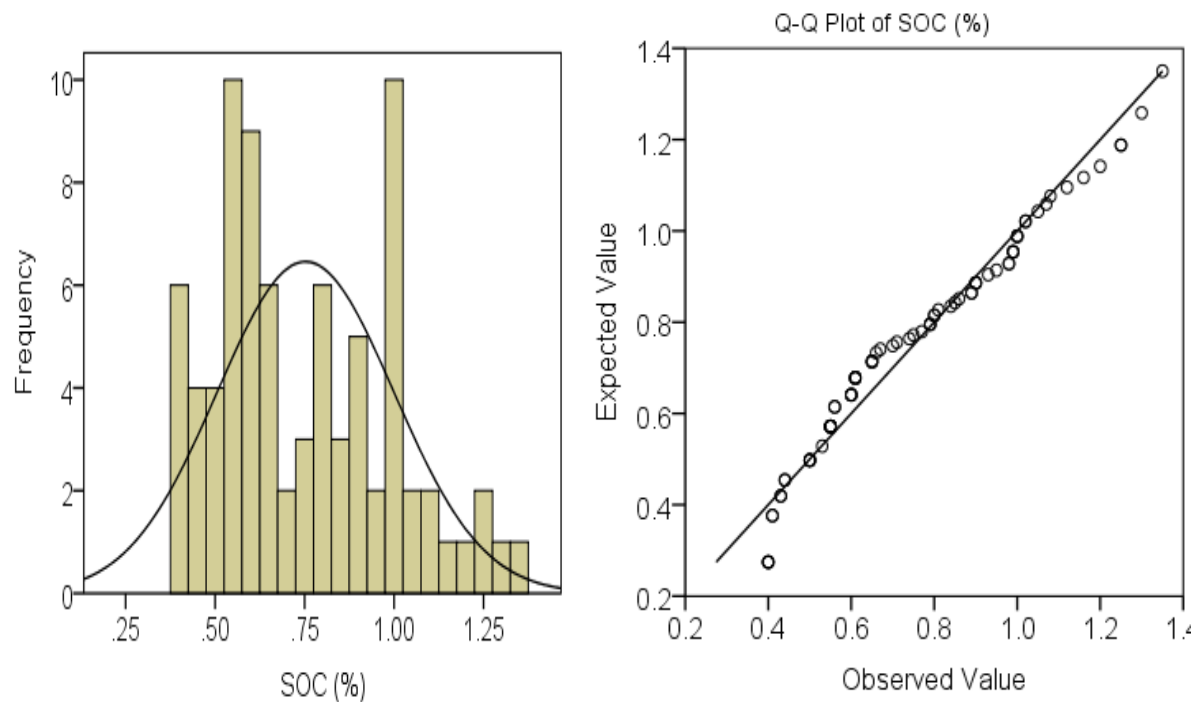 Frequency
10
8
6
4
2
0
.25 .50 .75 1.00 1.25
SOC (%)
Q-Q Plot of SOC (%)
Expected Value
1.4
1.2
1.0
0.8
0.6
0.4
0.2
0.2 0.4 0.6 0.8 1.0 1.2 1.4
Observed Value